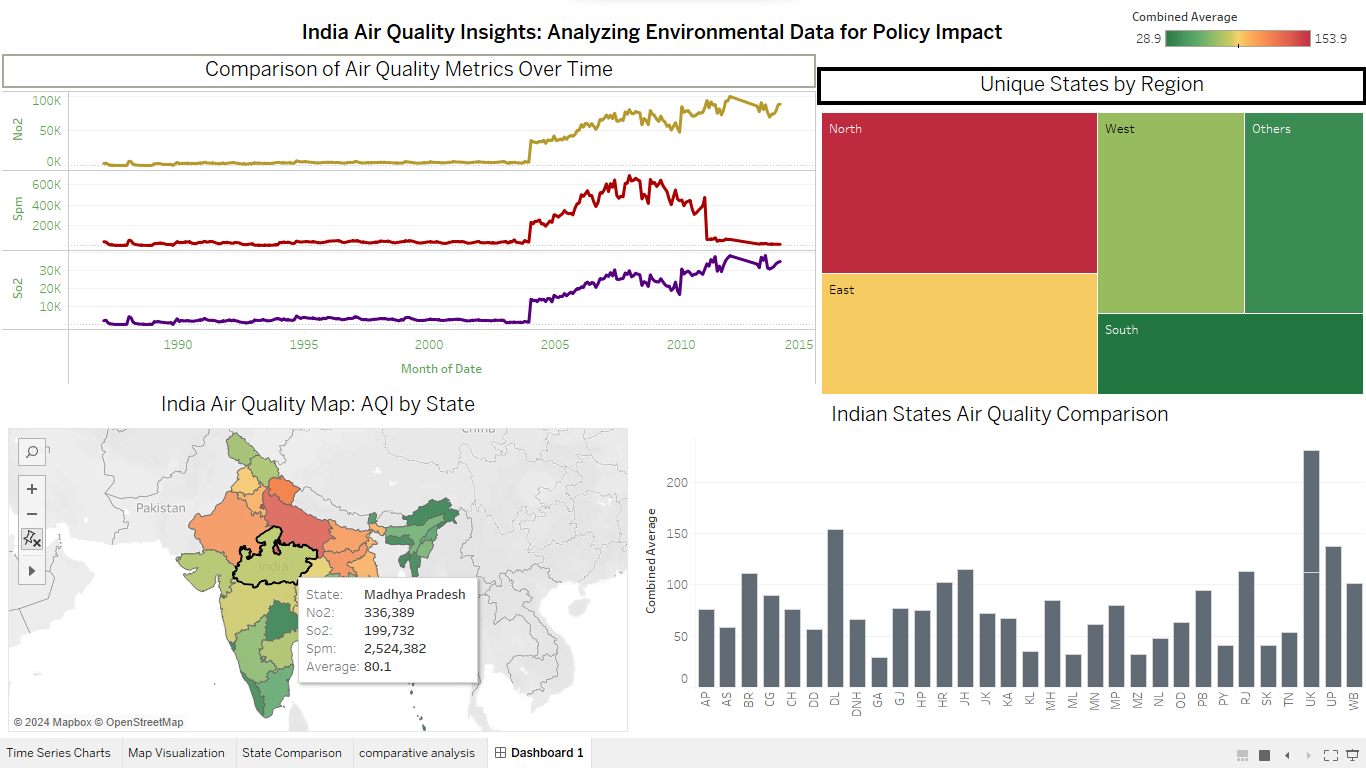 India Air Quality Insights: Analyzing Environmental Data for Policy Impact
Combined Average
28.9 153.9
Comparison of Air Quality Metrics Over Time
No2
100K
50K
0K
Spm
600K
400K
200K
So2
30K
20K
10K
1990 1995 2000 2005 2010 2015
Month of Date
Unique States by Region
North
West
Others
East
South
India Air Quality Map: AQI by State
China
Pakistan
India
State: Madhya Pradesh
No2: 336,389
So2: 199,732
Spm: 2,524,382
Average: 80.1
© 2024 Mapbox © OpenStreetMap
Indian States Air Quality Comparison
Combined Average
200
150
100
50
0
AP AS BR CG CH DD DL DNH GA GJ HP HR JH JK KA KL MH ML MN MP MZ NL OD PB PY RJ SK TN UK UP WB
Time Series Charts Map Visualization State Comparison comparative analysis Dashboard 1